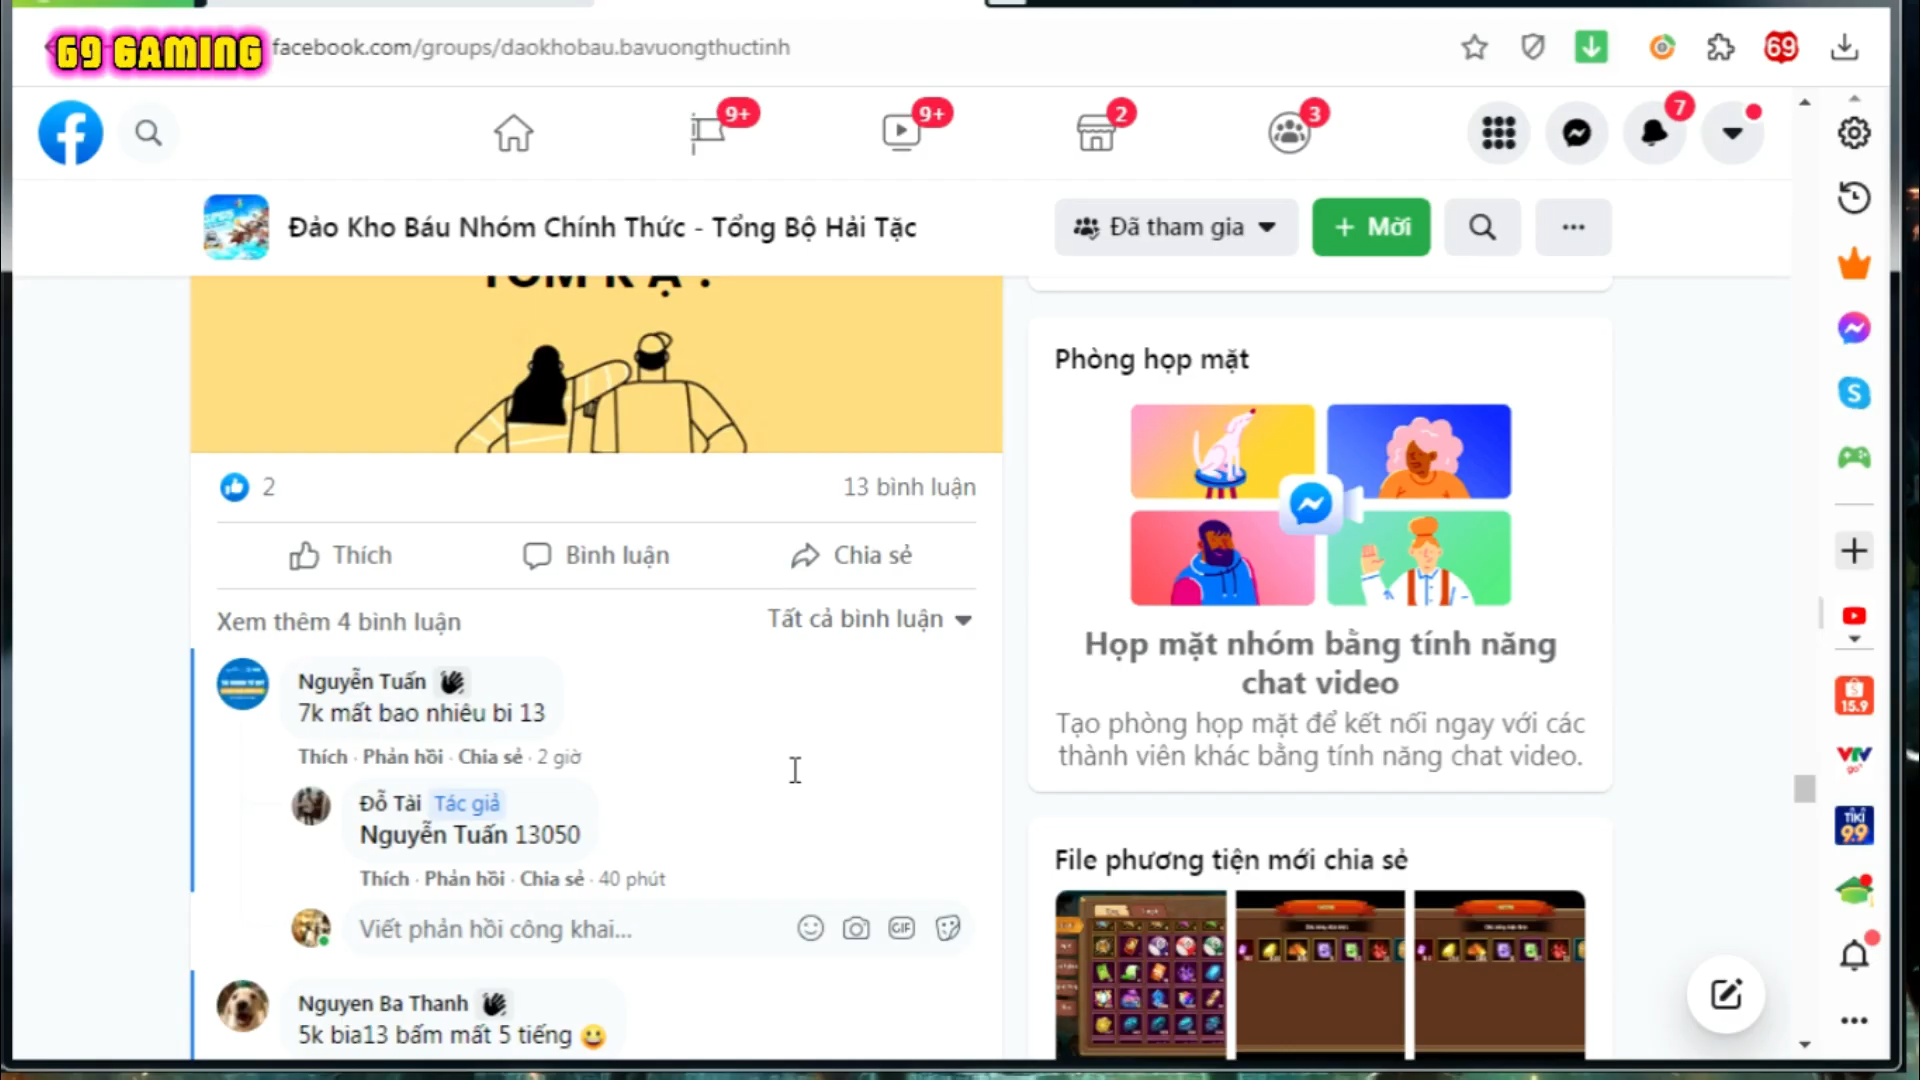 69 GAMING
facebook.com/groups/daokhobau.bavuongthuctinh
69
9+
9+
2
3
7
Đảo Kho Báu Nhóm Chính Thức - Tổng Bộ Hải Tặc
Đã tham gia
+ Mời
2
13 bình luận
Thích
Bình luận
Chia sẻ
Xem thêm 4 bình luận
Tất cả bình luận
Nguyễn Tuấn
7k mất bao nhiêu bi 13
Thích · Phản hồi · Chia sẻ · 2 giờ
Đỗ Tài Tác giả
Nguyễn Tuấn 13050
Thích · Phản hồi · Chia sẻ · 40 phút
Viết phản hồi công khai...
GIF
Nguyen Ba Thanh
5k bia13 bấm mất 5 tiếng
Phòng họp mặt
Họp mặt nhóm bằng tính năng
chat video
Tạo phòng họp mặt để kết nối ngay với các
thành viên khác bằng tính năng chat video.
File phương tiện mới chia sẻ
S
15.9
VTV
go
TIKI
9.9